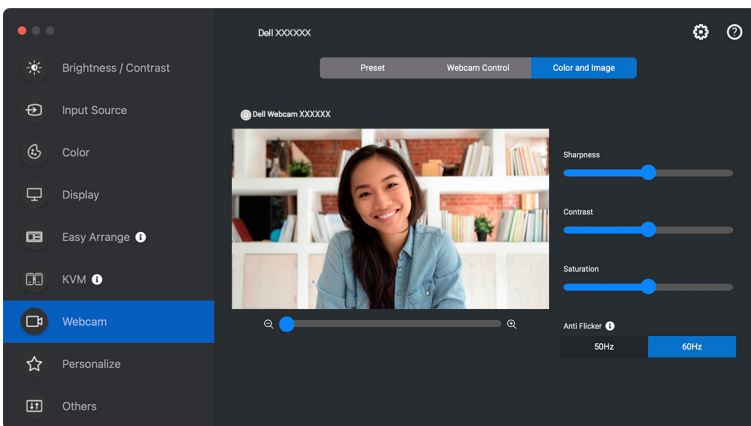 Dell XXXXXX
Brightness / Contrast
Input Source
Color
Display
Easy Arrange
KVM
Webcam
Personalize
Others
Preset Webcam Control Color and Image
Dell Webcam XXXXXX
Sharpness
Contrast
Saturation
Anti Flicker
50Hz 60Hz